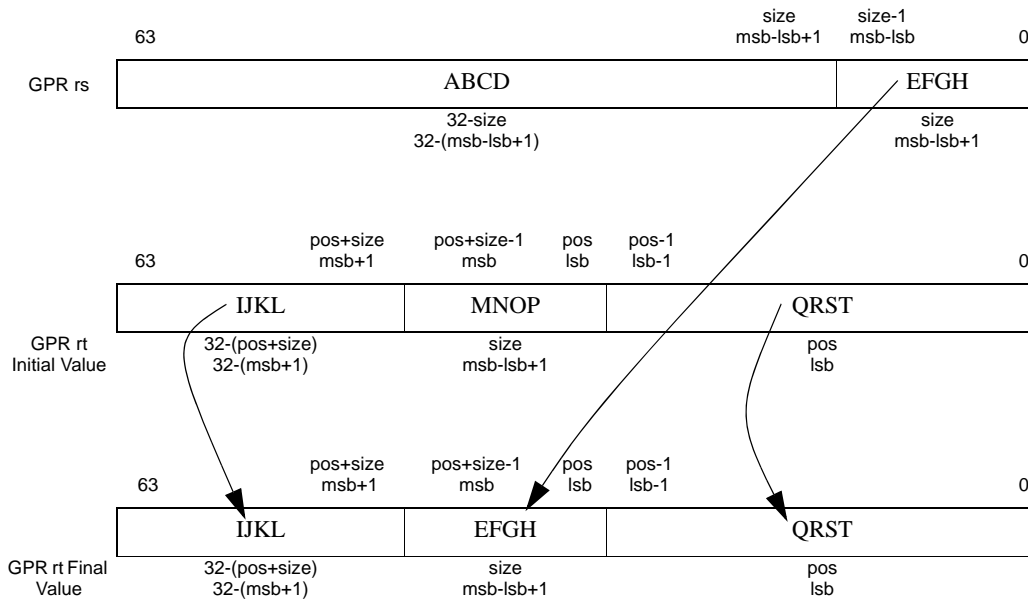 size size-1
63 msb-lsb+1 msb-lsb 0
GPR rs ABCD EFGH
32-size size
32-(msb-lsb+1) msb-lsb+1
pos+size pos+size-1 pos pos-1
63 msb+1 msb lsb lsb-1 0
IJKL MNOP QRST
GPR rt 32-(pos+size) size pos
Initial Value 32-(msb+1) msb-lsb+1 lsb
pos+size pos+size-1 pos pos-1
63 msb+1 msb lsb lsb-1 0
IJKL EFGH QRST
GPR rt Final 32-(pos+size) size pos
Value 32-(msb+1) msb-lsb+1 lsb